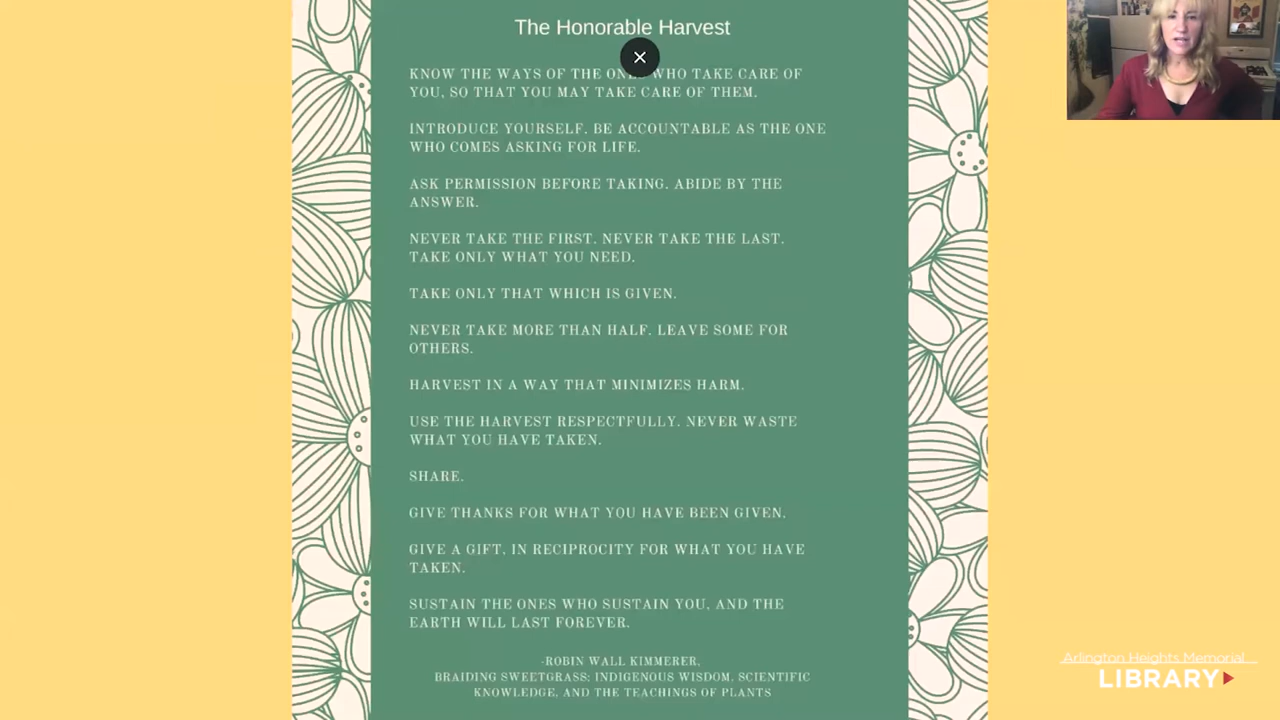 The Honorable Harvest
KNOW THE WAYS OF THE ONES WHO TAKE CARE OF
YOU, SO THAT YOU MAY TAKE CARE OF THEM.
INTRODUCE YOURSELF. BE ACCOUNTABLE AS THE ONE
WHO COMES ASKING FOR LIFE.
ASK PERMISSION BEFORE TAKING. ABIDE BY THE
ANSWER.
NEVER TAKE THE FIRST. NEVER TAKE THE LAST.
TAKE ONLY WHAT YOU NEED.
TAKE ONLY THAT WHICH IS GIVEN.
NEVER TAKE MORE THAN HALF. LEAVE SOME FOR
OTHERS.
HARVEST IN A WAY THAT MINIMIZES HARM.
USE THE HARVEST RESPECTFULLY. NEVER WASTE
WHAT YOU HAVE TAKEN.
SHARE.
GIVE THANKS FOR WHAT YOU HAVE BEEN GIVEN.
GIVE A GIFT, IN RECIPROCITY FOR WHAT YOU HAVE
TAKEN.
SUSTAIN THE ONES WHO SUSTAIN YOU, AND THE
EARTH WILL LAST FOREVER.
-ROBIN WALL KIMMERER,
BRAIDING SWEETGRASS: INDIGENOUS WISDOM, SCIENTIFIC
KNOWLEDGE, AND THE TEACHINGS OF PLANTS
Arlington Heights Memorial
LIBRARY